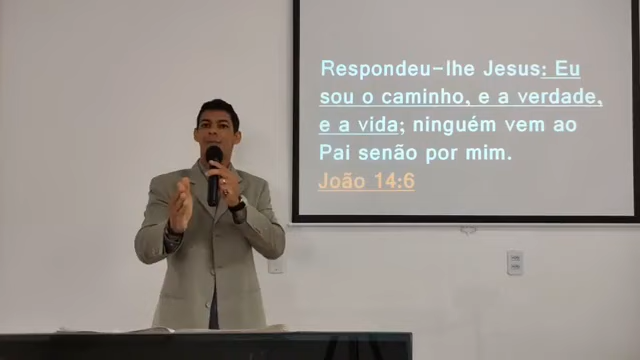 Respondeu-lhe Jesus: Eu
sou o caminho, e a verdade,
e a vida; ninguém vem ao
Pai senão por mim.
João 14:6